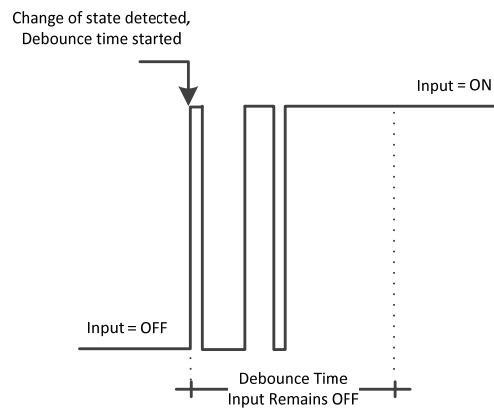 Change of state detected,
Debounce time started
Input = ON
Input = OFF
Debounce Time
Input Remains OFF